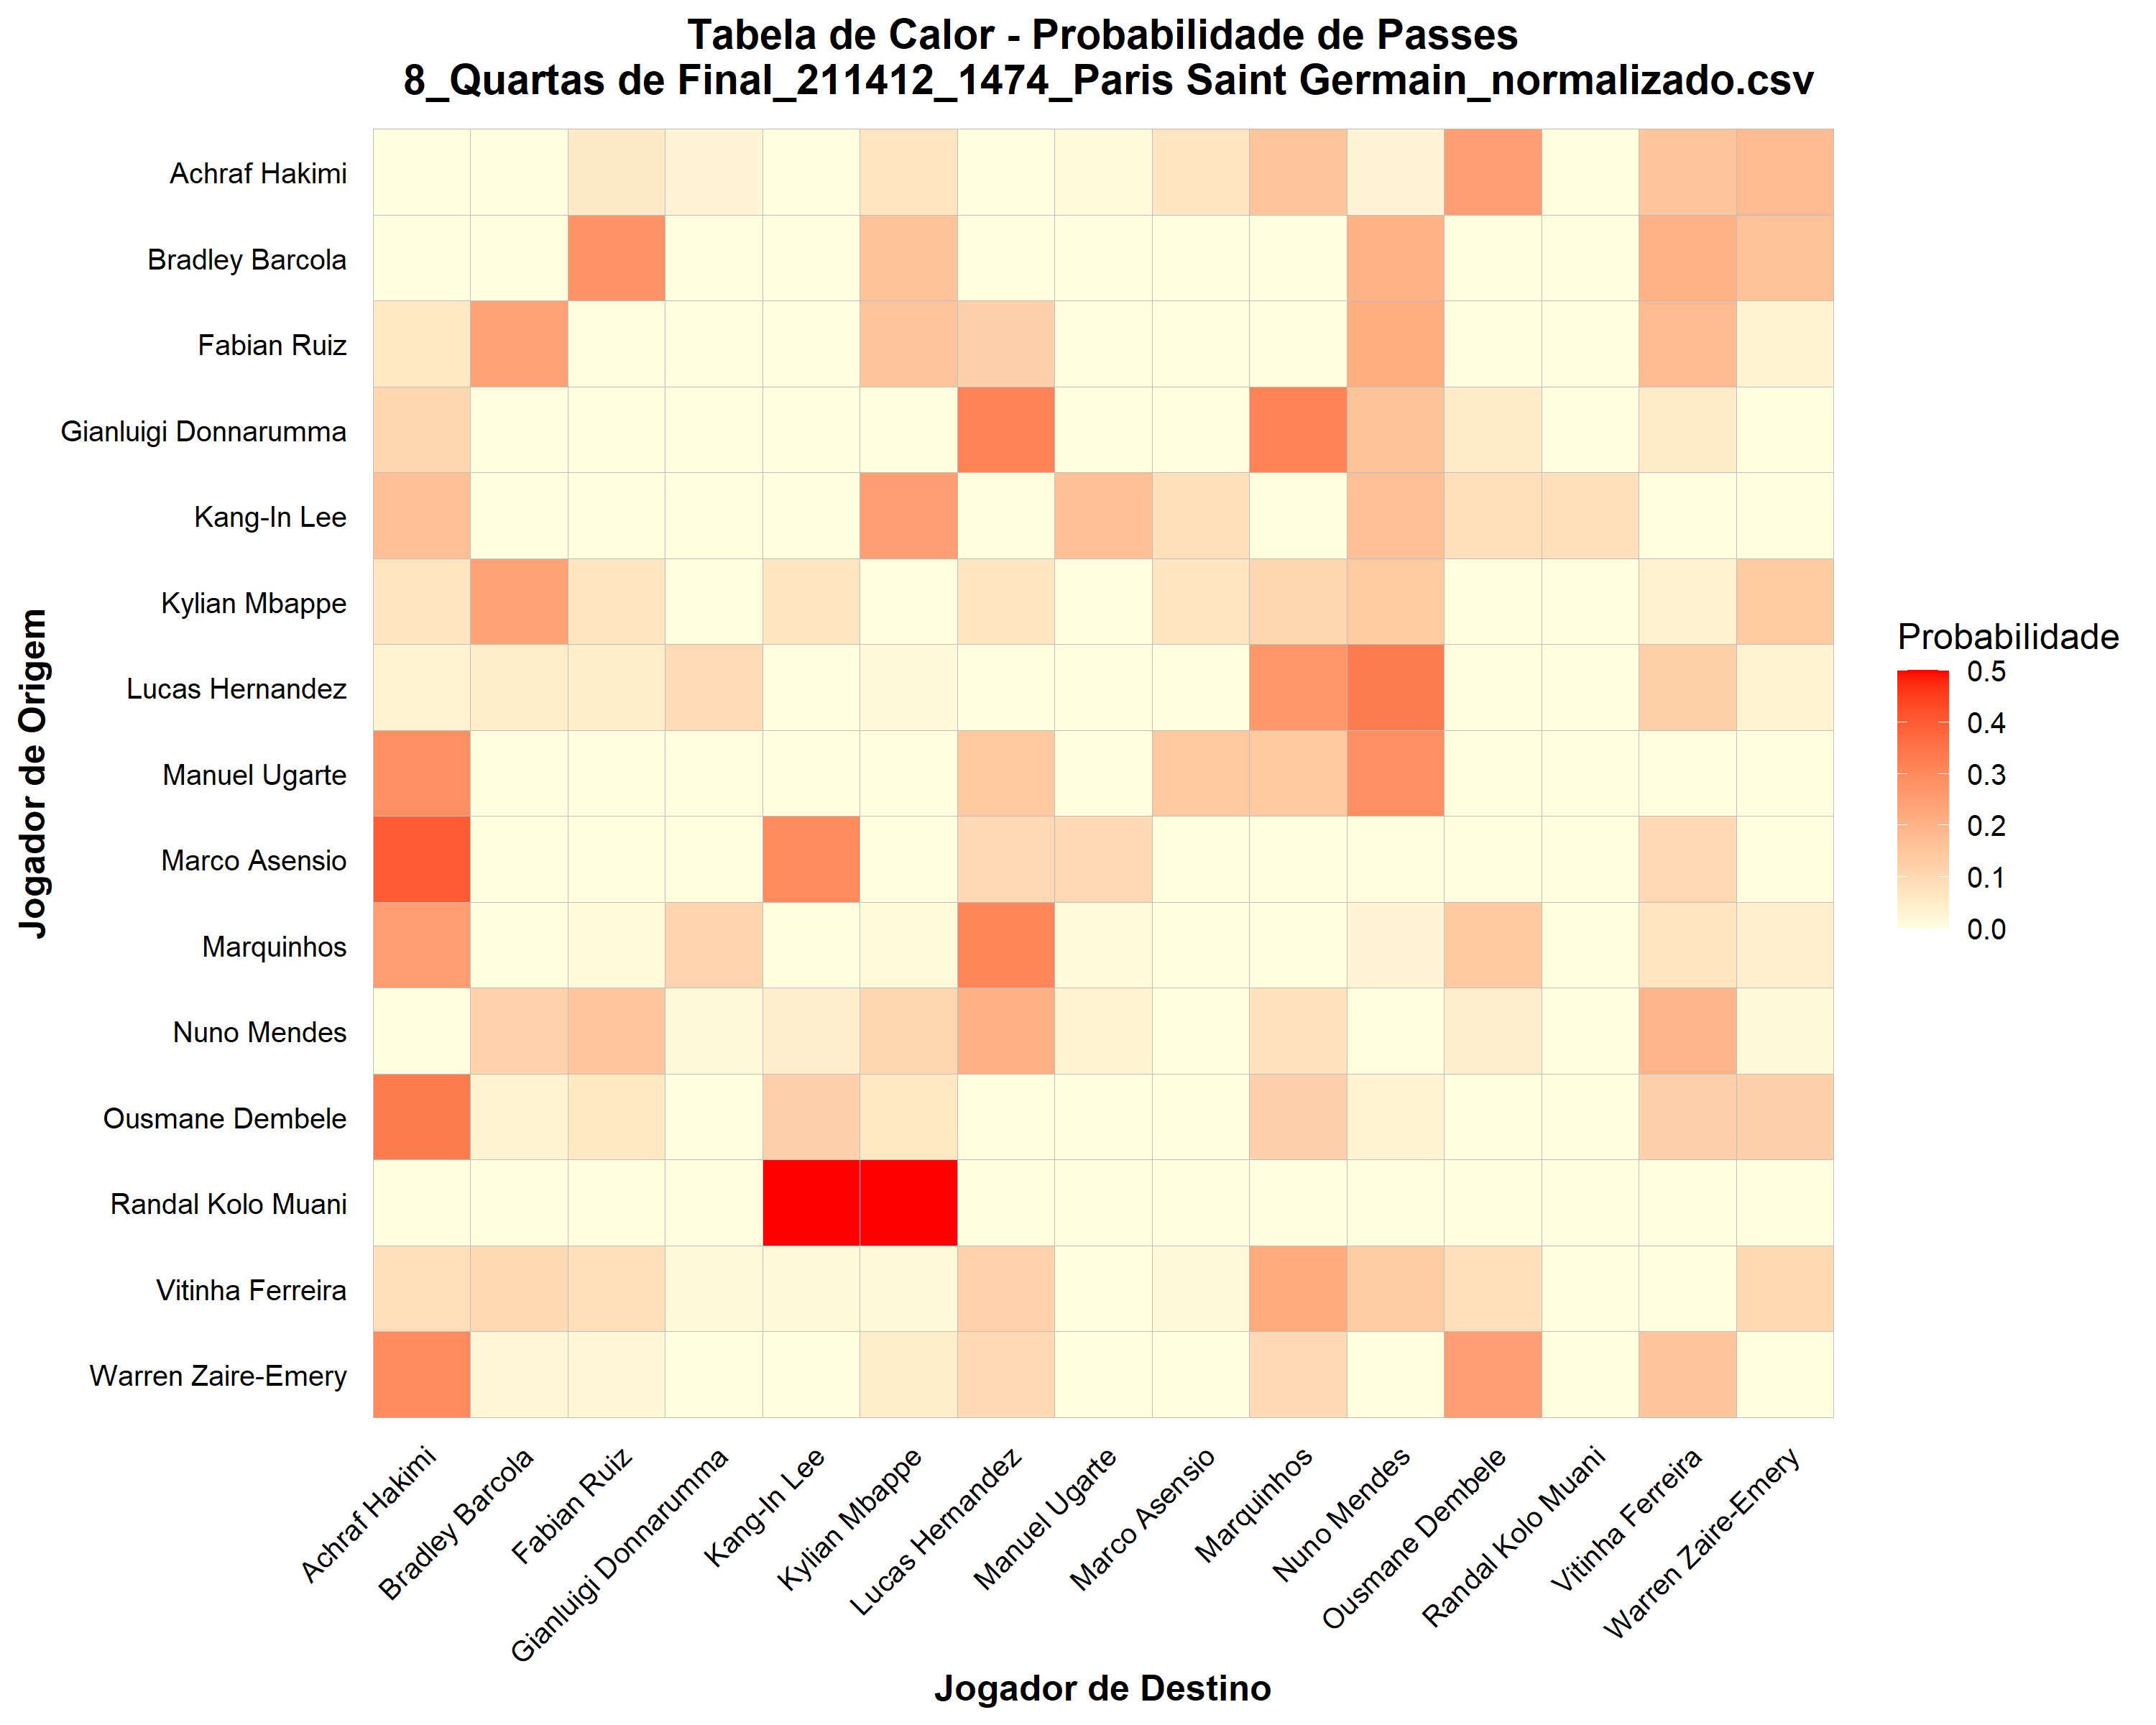 Tabela de Calor - Probabilidade de Passes
8_Quartas de Final_211412_1474_Paris Saint Germain_normalizado.csv
Jogador de Origem
Achraf Hakimi
Bradley Barcola
Fabian Ruiz
Gianluigi Donnarumma
Kang-In Lee
Kylian Mbappe
Lucas Hernandez
Manuel Ugarte
Marco Asensio
Marquinhos
Nuno Mendes
Ousmane Dembele
Randal Kolo Muani
Vitinha Ferreira
Warren Zaire-Emery
Probabilidade
0.5
0.4
0.3
0.2
0.1
0.0
Achraf Hakimi
Bradley Barcola
Fabian Ruiz
Gianluigi Donnarumma
Kang-In Lee
Kylian Mbappe
Lucas Hernandez
Manuel Ugarte
Marco Asensio
Marquinhos
Nuno Mendes
Ousmane Dembele
Randal Kolo Muani
Vitinha Ferreira
Warren Zaire-Emery
Jogador de Destino